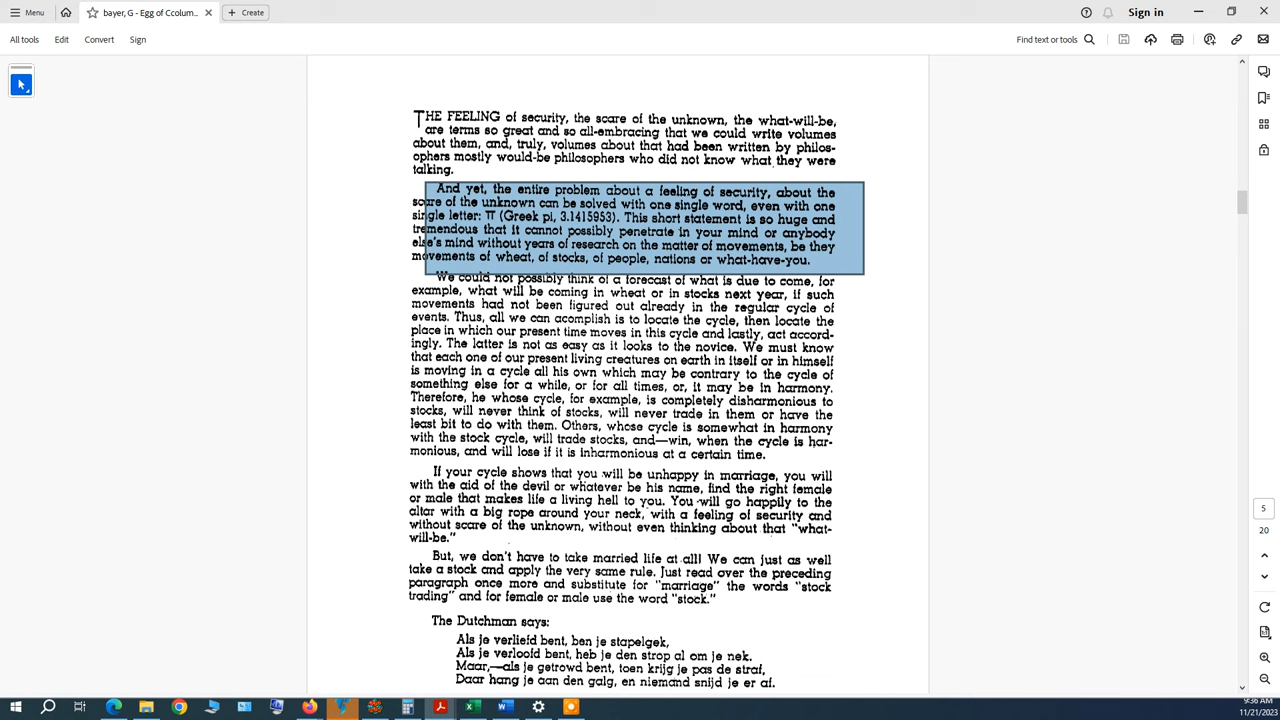 Menu
bayer, G - Egg of Ccolum...
Create
Sign in
All tools
Edit
Convert
Sign
Find text or tools
THE FEELING of security, the scare of the unknown, the what-will-be,
are terms so great and so all-embracing that we could write volumes
about them, and, truly, volumes about that had been written by philos-
ophers mostly would-be philosophers who did not know what they were
talking.
And yet, the entire problem about a feeling of security, about the
scare of the unknown can be solved with one single word, even with one
single letter: π (Greek pi, 3.1415953). This short statement is so huge and
tremendous that it cannot possibly penetrate in your mind or anybody
else's mind without years of research on the matter of movements, be they
movements of wheat, of stocks, of people, nations or what-have-you.
We could not possibly think of a forecast of what is due to come, for
example, what will be coming in wheat or in stocks next year, if such
movements had not been figured out already in the regular cycle of
events. Thus, all we can acomplish is to locate the cycle, then locate the
place in which our present time moves in this cycle and lastly, act accord-
ingly. The latter is not as easy as it looks to the novice. We must know
that each one of our present living creatures on earth in itself or in himself
is moving in a cycle all his own which may be contrary to the cycle of
something else for a while, or for all times, or, it may be in harmony.
Therefore, he whose cycle, for example, is completely disharmonious to
stocks, will never think of stocks, will never trade in them or have the
least bit to do with them. Others, whose cycle is somewhat in harmony
with the stock cycle, will trade stocks, and—win, when the cycle is har-
monious, and will lose if it is inharmonious at a certain time.
If your cycle shows that you will be unhappy in marriage, you will
with the aid of the devil or whatever be his name, find the right female
or male that makes life a living hell to you. You will go happily to the
altar with a big rope around your neck, with a feeling of security and
without scare of the unknown, without even thinking about that "what-
will-be."
But, we don't have to take married life at all! We can just as well
take a stock and apply the very same rule. Just read over the preceding
paragraph once more and substitute for "marriage" the words "stock
trading" and for female or male use the word "stock."
The Dutchman says:
Als je verliefd bent, ben je stapelgek,
Als je verloofd bent, heb je den strop al om je nek.
Maar,—als je getrowd bent, toen krijg je pas de straf,
Daar hang je aan den galg, en niemand snijd je er af.
5
20
9:36 AM
11/21/2023